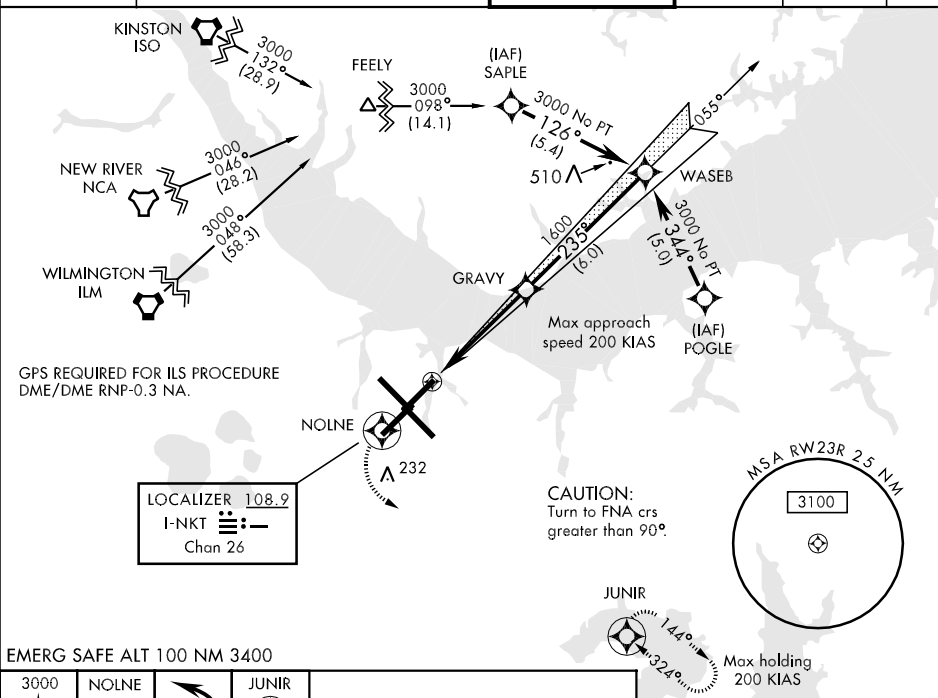 KINSTON
ISO
3000
132°
(28.9)
FEELY
3000
098°
(14.1)
(IAF)
SAPLE
3000 No PT
126°
(5.4)
055°
510
WASEB
NEW RIVER
NCA
3000
046°
(28.2)
3000
048°
(58.3)
WILMINGTON
ILM
1600
235°
(6.0)
GRAVY
3000 No PT
344°
(5.0)
(IAF)
POGLE
Max approach
speed 200 KIAS
GPS REQUIRED FOR ILS PROCEDURE
DME/DME RNP-0.3 NA.
NOLNE
232
LOCALIZER 108.9
I-NKT
Chan 26
CAUTION:
Turn to FNA crs
greater than 90°.
MSA RW23R 25 NM
3100
JUNIR
144°
324°
Max holding
200 KIAS
EMERG SAFE ALT 100 NM 3400
3000
NOLNE
JUNIR